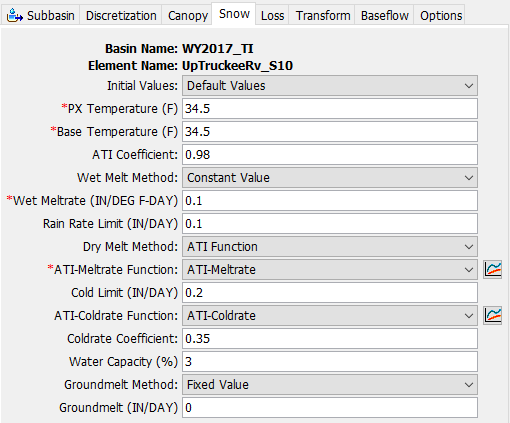 Subbasin Discretization Canopy Snow Loss Transform Baseflow Options
Basin Name: WY2017_TI
Element Name: UpTruckeeRv_S10
Initial Values: Default Values
*PX Temperature (F) 34.5
*Base Temperature (F) 34.5
ATI Coefficient: 0.98
Wet Melt Method: Constant Value
*Wet Meltrate (IN/DEG F-DAY) 0.1
Rain Rate Limit (IN/DAY) 0.1
Dry Melt Method: ATI Function
*ATI-Meltrate Function: ATI-Meltrate
Cold Limit (IN/DAY) 0.2
ATI-Coldrate Function: ATI-Coldrate
Coldrate Coefficient: 0.35
Water Capacity (%) 3
Groundmelt Method: Fixed Value
Groundmelt (IN/DAY) 0